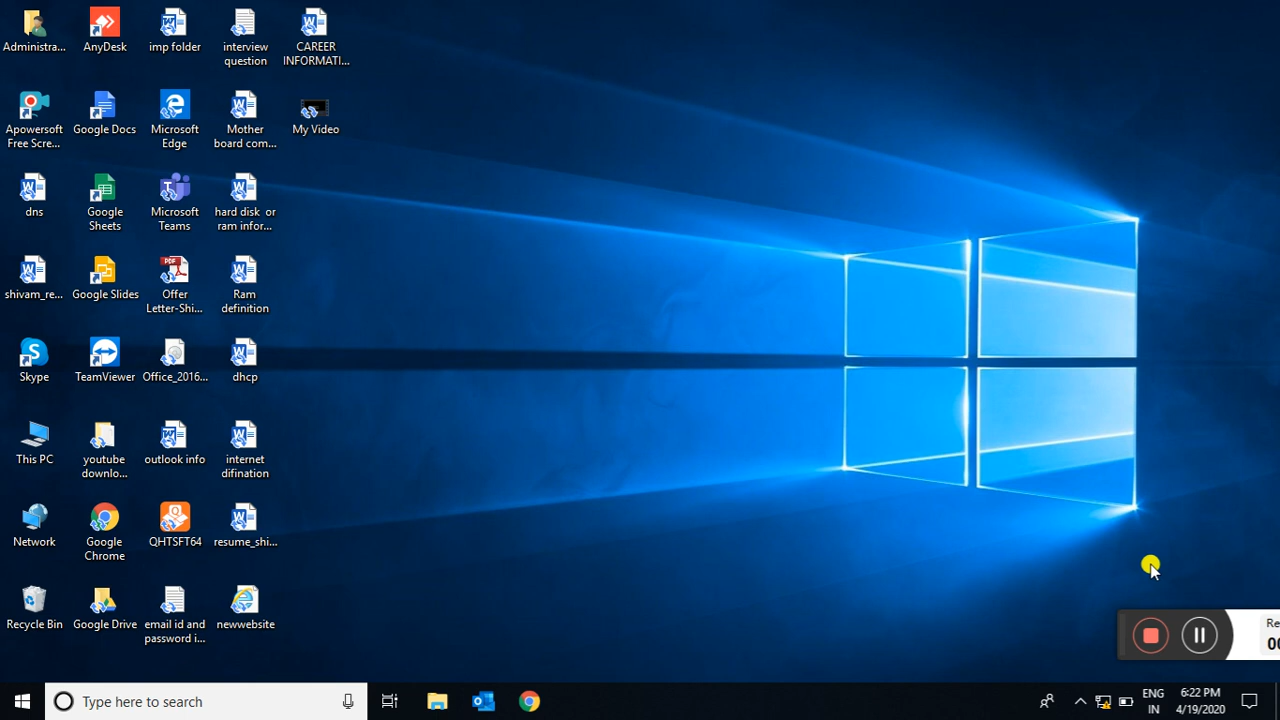 Administra...
AnyDesk
imp folder
interview
question
CAREER
INFORMATI...
Apowersoft
Free Scre...
Google Docs
Microsoft
Edge
Mother
board com...
My Video
dns
Google
Sheets
Microsoft
Teams
hard disk or
ram infor...
shivam_re...
Google Slides
Offer
Letter-Shi...
Ram
definition
Skype
TeamViewer
Office_2016...
dhcp
This PC
youtube
downlo...
outlook info
internet
difination
Network
Google
Chrome
QHTSFT64
resume_shi...
Recycle Bin
Google Drive
email id and
password i...
newwebsite
Re
00
Type here to search
ENG
IN
6:22 PM
4/19/2020